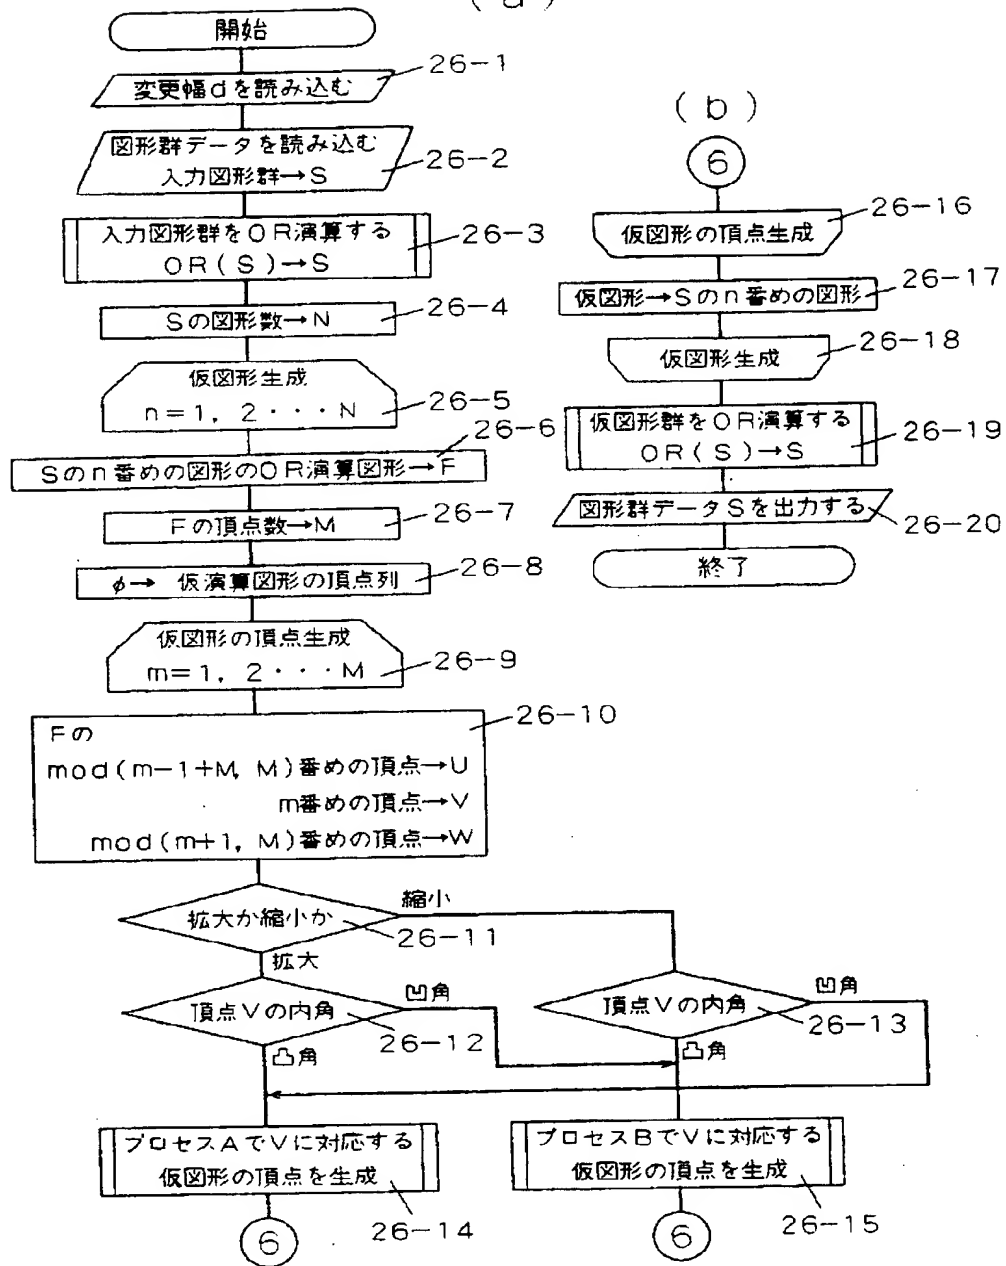 (a)
開始
変更幅dを読み込む
26-1
図形群データを読み込む
入力図形群→S
26-2
入力図形群をOR演算する
OR(S)→S
26-3
Sの図形数→N
26-4
仮図形生成
n=1, 2···N
26-5
26-6
Sのn番めの図形のOR演算図形→F
Fの頂点数→M
26-7
φ→ 仮演算図形の頂点列
26-8
仮図形の頂点生成
m=1, 2···M
26-9
26-10
Fの
mod(m-1+M, M)番めの頂点→U
m番めの頂点→V
mod(m+1, M)番めの頂点→W
拡大か縮小か
縮小
26-11
拡大
頂点Vの内角
凹角
26-12
凸角
頂点Vの内角
凹角
26-13
凸角
プロセスAでVに対応する
仮図形の頂点を生成
26-14
6
プロセスBでVに対応する
仮図形の頂点を生成
26-15
6
(b)
6
26-16
仮図形の頂点生成
26-17
仮図形→Sのn番めの図形
26-18
仮図形生成
仮図形群をOR演算する
OR(S)→S
26-19
図形群データSを出力する
26-20
終了